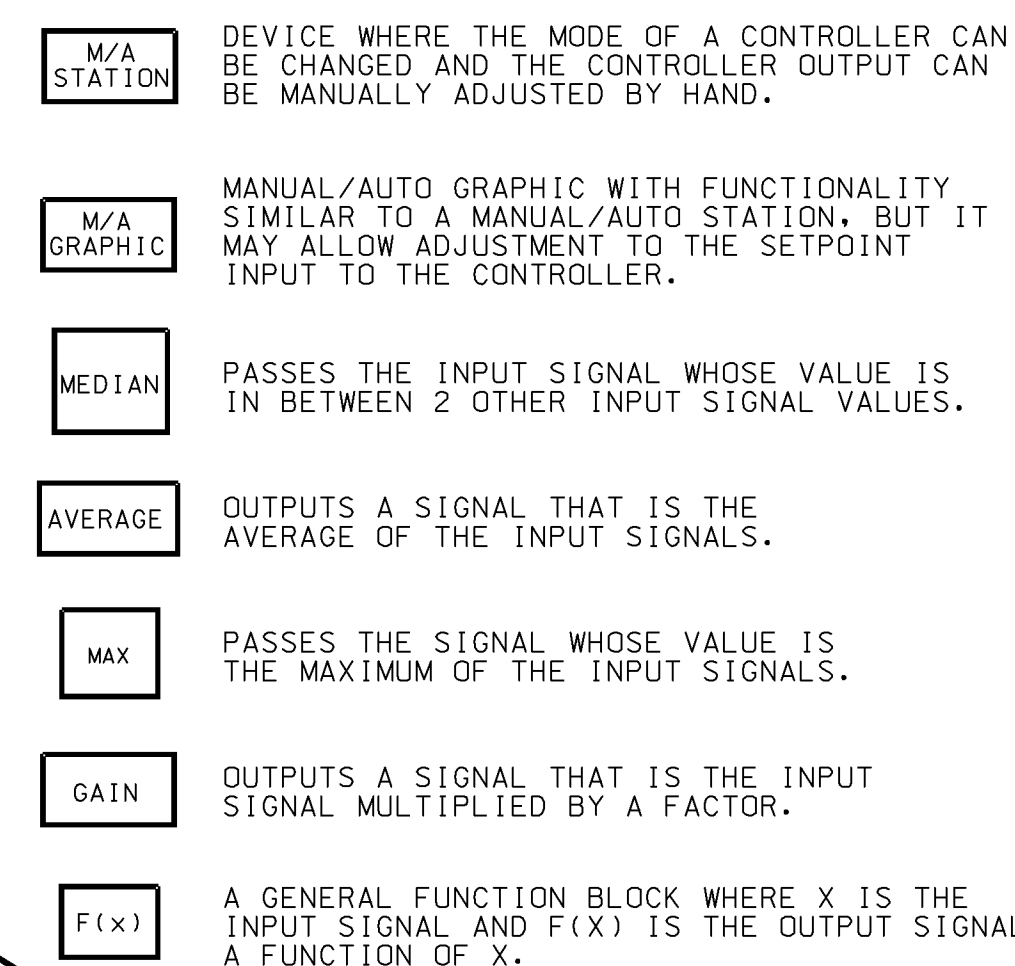 M/A
STATION
DEVICE WHERE THE MODE OF A CONTROLLER CAN
BE CHANGED AND THE CONTROLLER OUTPUT CAN
BE MANUALLY ADJUSTED BY HAND.
M/A
GRAPHIC
MANUAL/AUTO GRAPHIC WITH FUNCTIONALITY
SIMILAR TO A MANUAL/AUTO STATION, BUT IT
MAY ALLOW ADJUSTMENT TO THE SETPOINT
INPUT TO THE CONTROLLER.
MEDIAN
PASSES THE INPUT SIGNAL WHOSE VALUE IS
IN BETWEEN 2 OTHER INPUT SIGNAL VALUES.
AVERAGE
OUTPUTS A SIGNAL THAT IS THE
AVERAGE OF THE INPUT SIGNALS.
MAX
PASSES THE SIGNAL WHOSE VALUE IS
THE MAXIMUM OF THE INPUT SIGNALS.
GAIN
OUTPUTS A SIGNAL THAT IS THE INPUT
SIGNAL MULTIPLIED BY A FACTOR.
F(x)
A GENERAL FUNCTION BLOCK WHERE X IS THE
INPUT SIGNAL AND F(X) IS THE OUTPUT SIGNAL
A FUNCTION OF X.